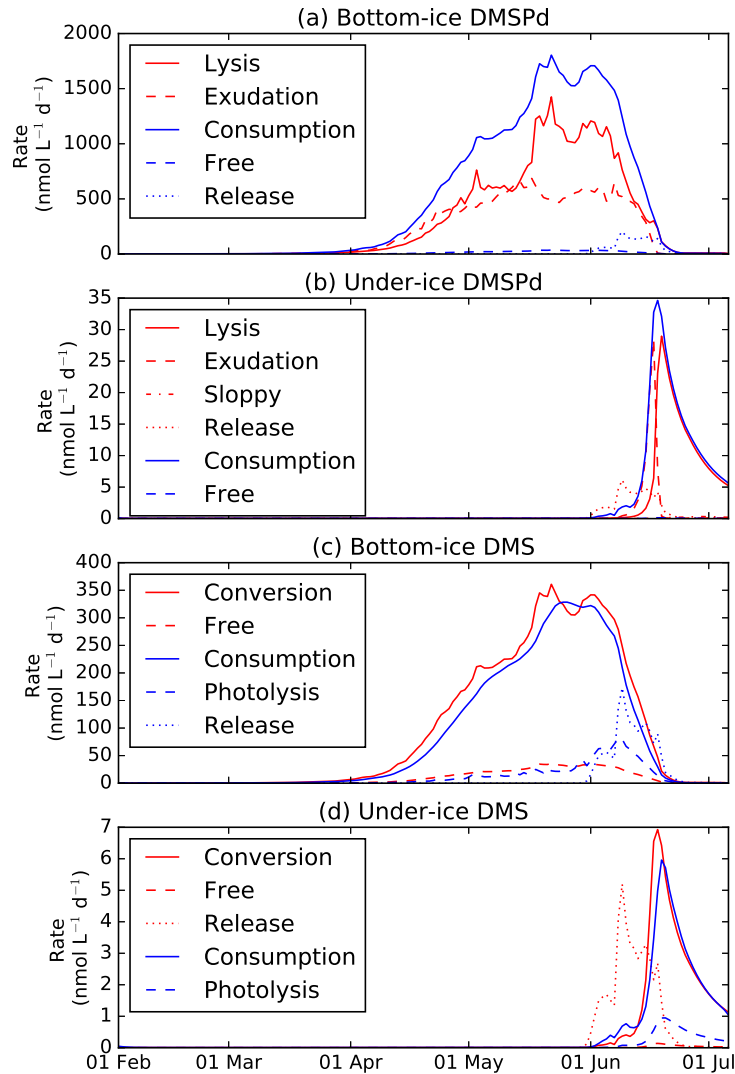 (a) Bottom-ice DMSPd
2000
1500
1000
500
0
Rate
(nmol L⁻¹ d⁻¹)
Lysis
Exudation
Consumption
Free
Release
(b) Under-ice DMSPd
35
30
25
20
15
10
5
0
Rate
(nmol L⁻¹ d⁻¹)
Lysis
Exudation
Sloppy
Release
Consumption
Free
(c) Bottom-ice DMS
400
350
300
250
200
150
100
50
0
Rate
(nmol L⁻¹ d⁻¹)
Conversion
Free
Consumption
Photolysis
Release
(d) Under-ice DMS
7
6
5
4
3
2
1
0
Rate
(nmol L⁻¹ d⁻¹)
Conversion
Free
Release
Consumption
Photolysis
01 Feb 01 Mar 01 Apr 01 May 01 Jun 01 Jul